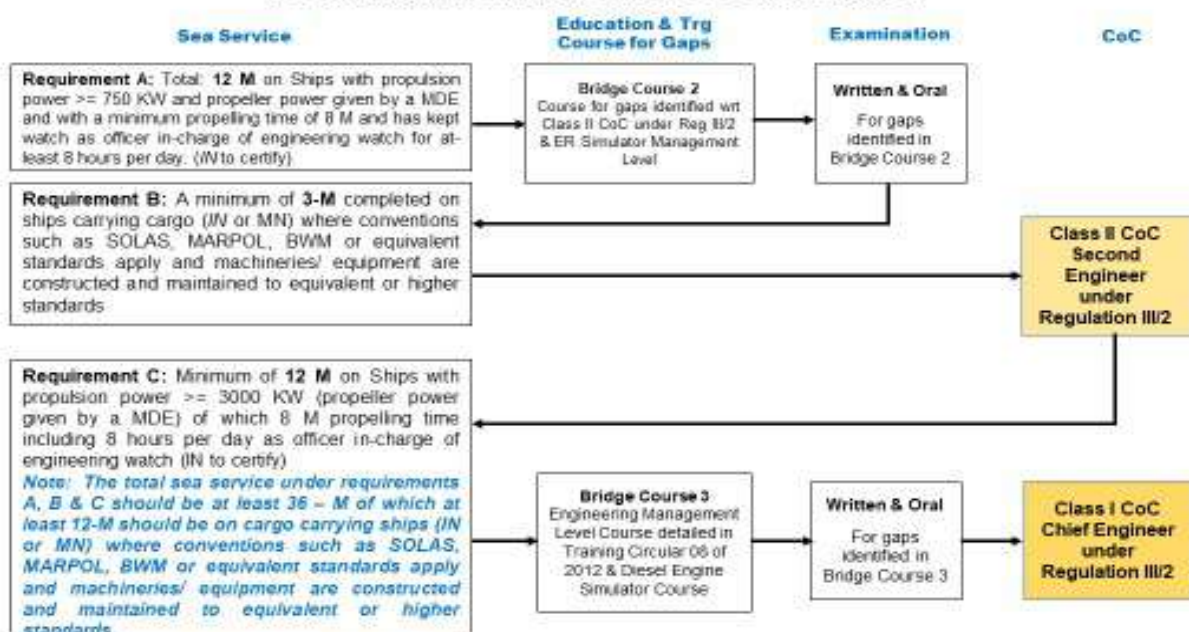 Sea Service
Education & Trg
Course for Gaps
Examination
CoC
Requirement A: Total: 12 M on Ships with propulsion
power >= 750 KW and propeller power given by a MDE
and with a minimum propelling time of 8 M and has kept
watch as officer in-charge of engineering watch for at-
least 8 hours per day. (IN to certify)
Bridge Course 2
Course for gaps identified wrt
Class II CoC under Reg III/2
& ER Simulator Management
Level
Written & Oral
For gaps
identified in
Bridge Course 2
Requirement B: A minimum of 3-M completed on
ships carrying cargo (IN or MN) where conventions
such as SOLAS, MARPOL, BWM or equivalent
standards apply and machineries/ equipment are
constructed and maintained to equivalent or higher
standards
Class II CoC
Second
Engineer
under
Regulation III/2
Requirement C: Minimum of 12 M on Ships with
propulsion power >= 3000 KW (propeller power
given by a MDE) of which 8 M propelling time
including 8 hours per day as officer in-charge of
engineering watch (IN to certify)
Note: The total sea service under requirements
A, B & C should be at least 36 – M of which at
least 12-M should be on cargo carrying ships (IN
or MN) where conventions such as SOLAS,
MARPOL, BWM or equivalent standards apply
and machineries/ equipment are constructed
and maintained to equivalent or higher
standards
Bridge Course 3
Engineering Management
Level Course detailed in
Training Circular 06 of
2012 & Diesel Engine
Simulator Course
Written & Oral
For gaps
identified in
Bridge Course 3
Class I CoC
Chief Engineer
under
Regulation III/2